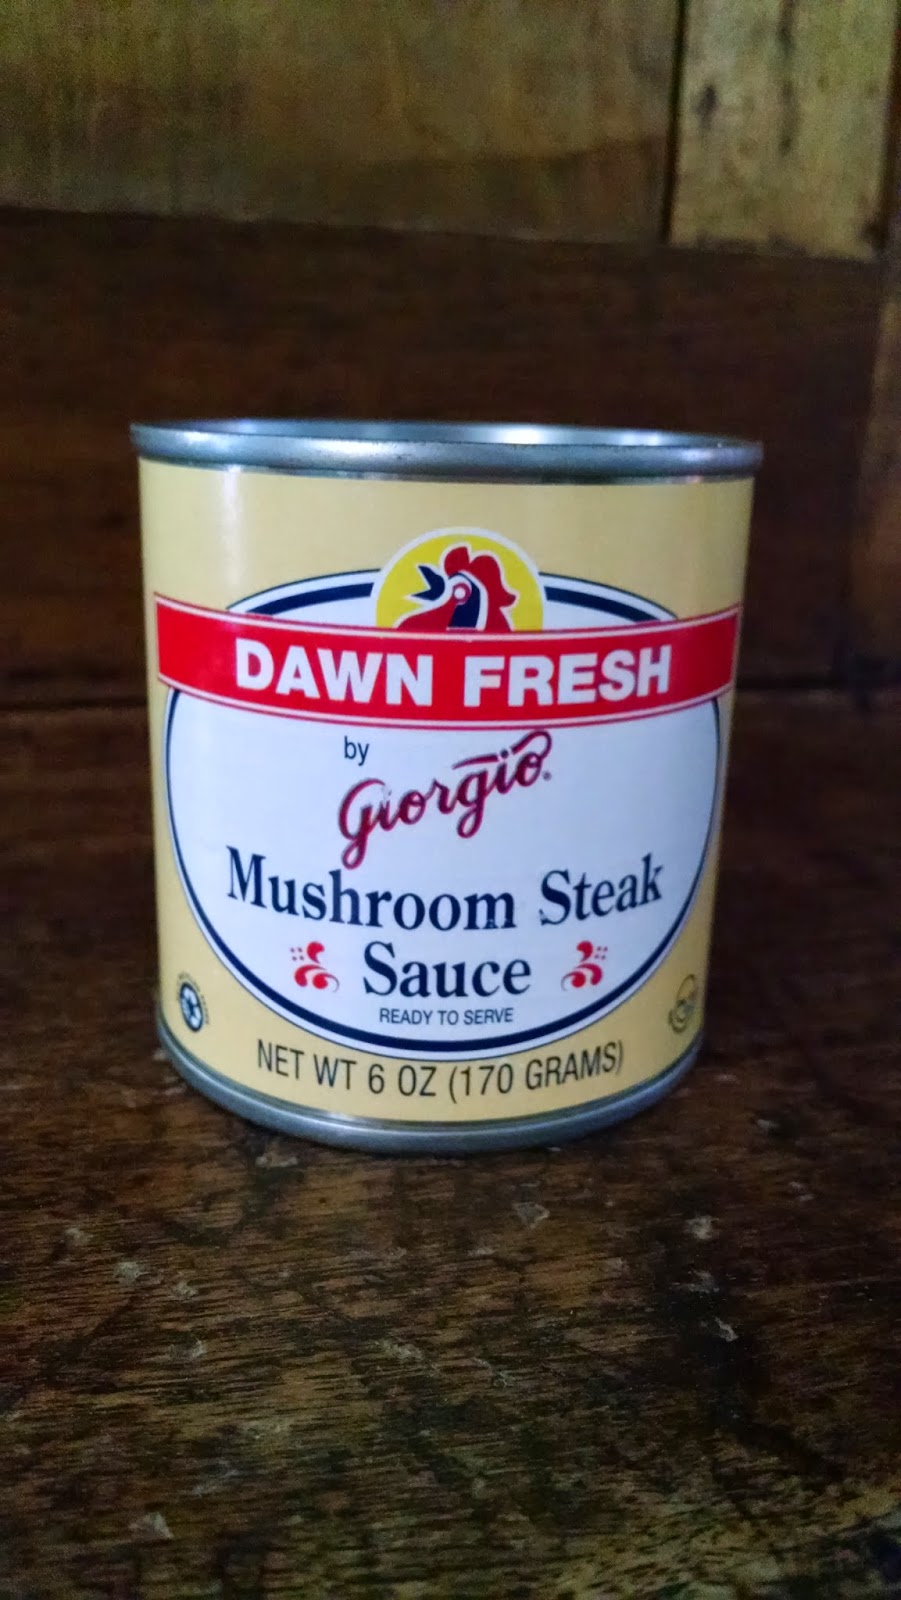 DAWN FRESH
by
Giorgio®
Mushroom Steak
Sauce
READY TO SERVE
NET WT 6 OZ (170 GRAMS)